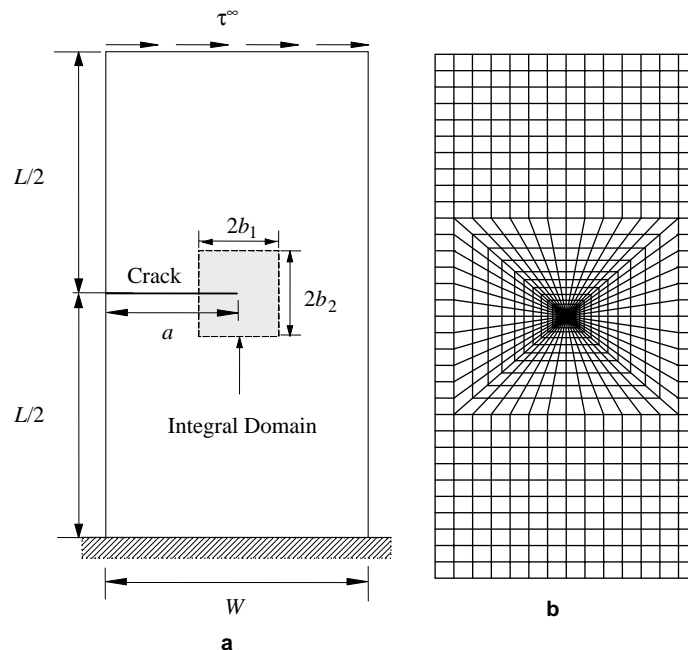 τ∞
L/2
2b1
Crack
2b2
a
L/2
Integral Domain
W
a
b